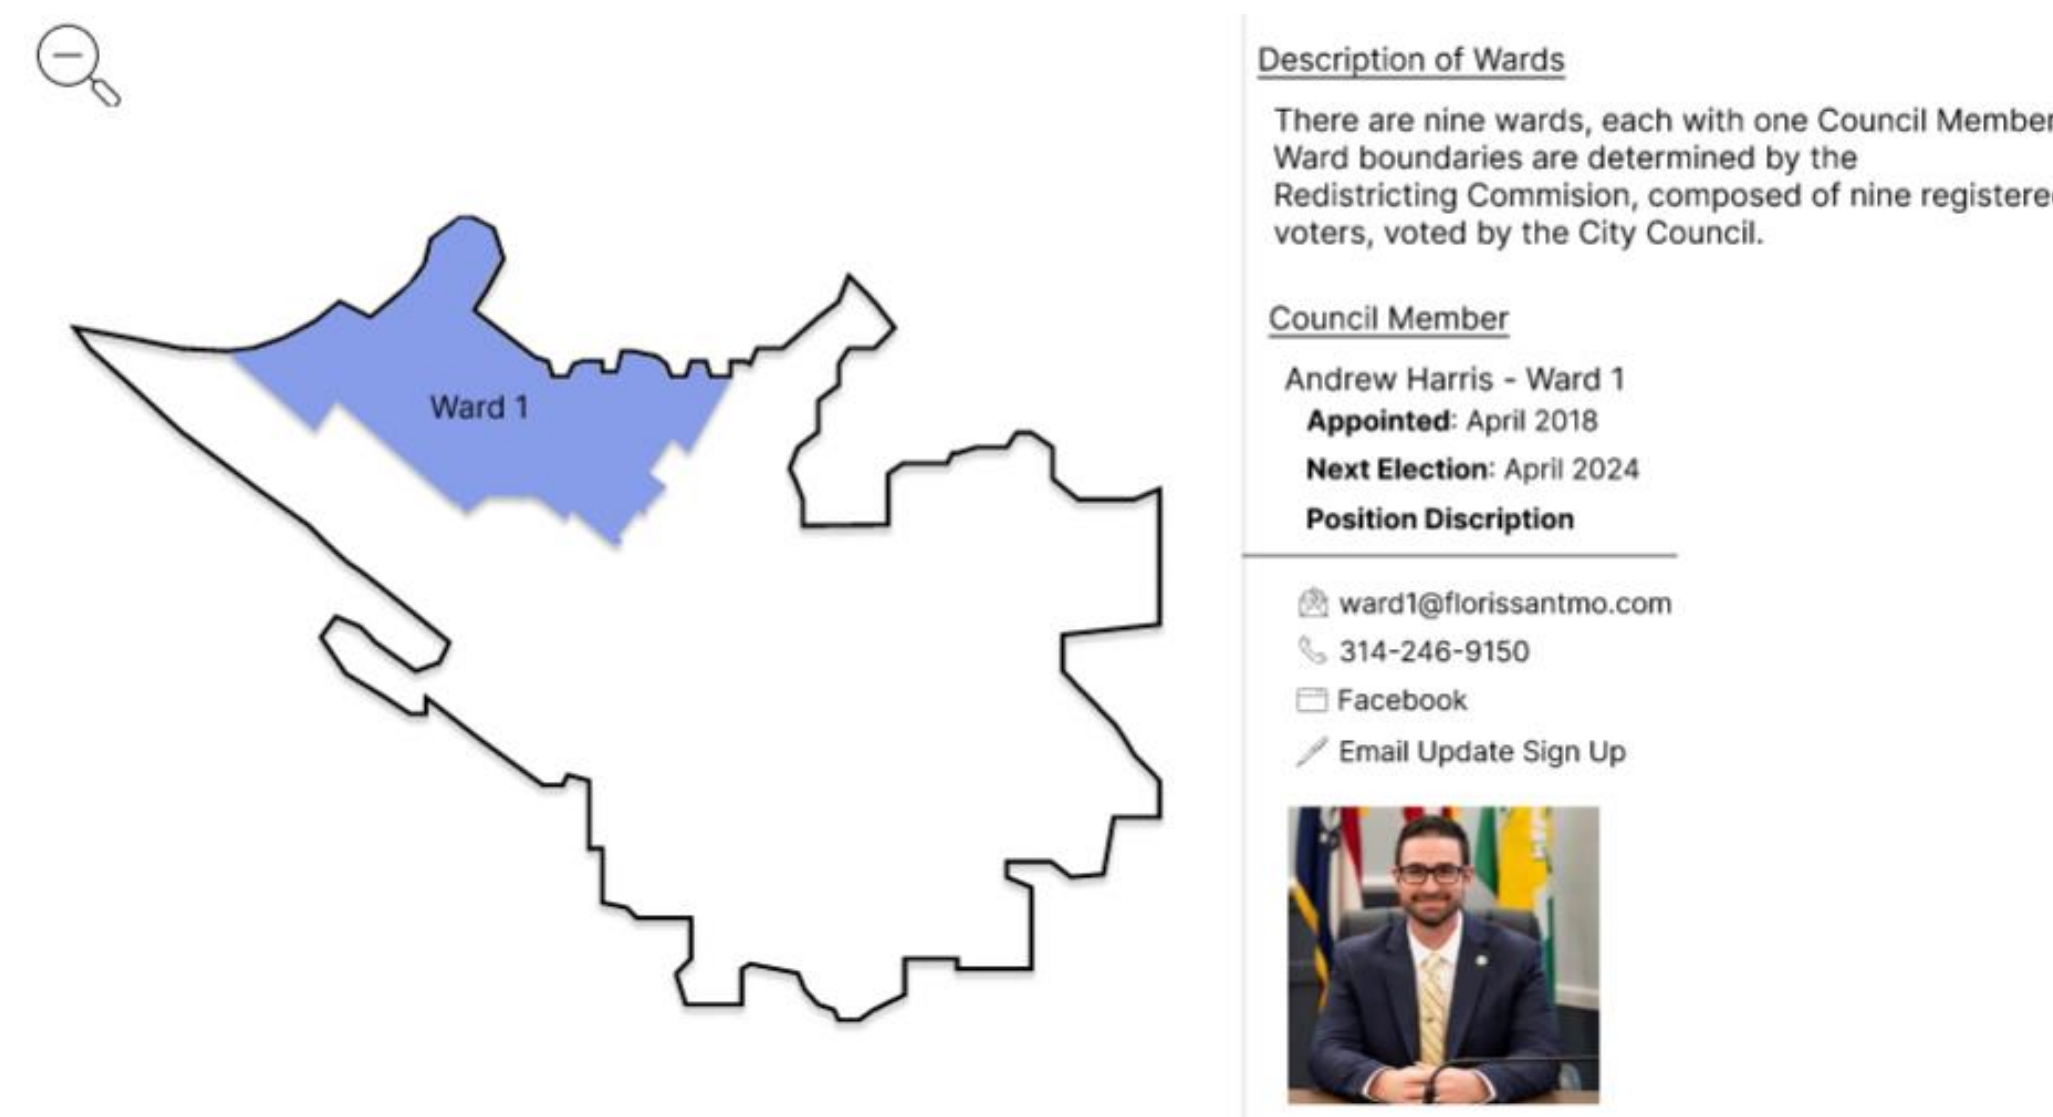 Ward 1
Description of Wards
There are nine wards, each with one Council Member
Ward boundaries are determined by the
Redistricting Commision, composed of nine registere
voters, voted by the City Council.
Council Member
Andrew Harris - Ward 1
Appointed: April 2018
Next Election: April 2024
Position Discription
ward1@florissantmo.com
314-246-9150
Facebook
Email Update Sign Up